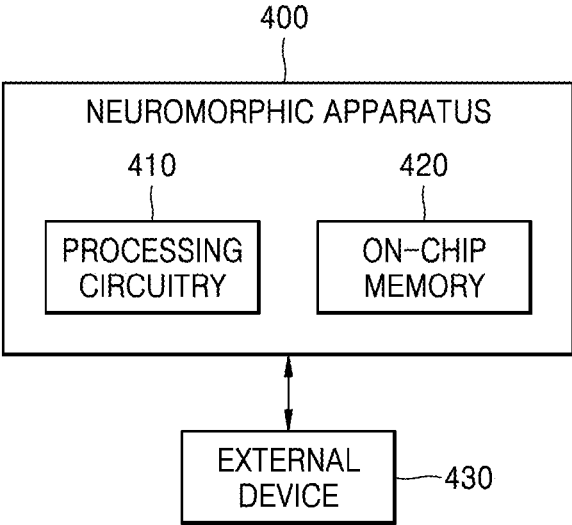 400
NEUROMORPHIC APPARATUS
410
420
PROCESSING
CIRCUITRY
ON-CHIP
MEMORY
EXTERNAL
DEVICE
430